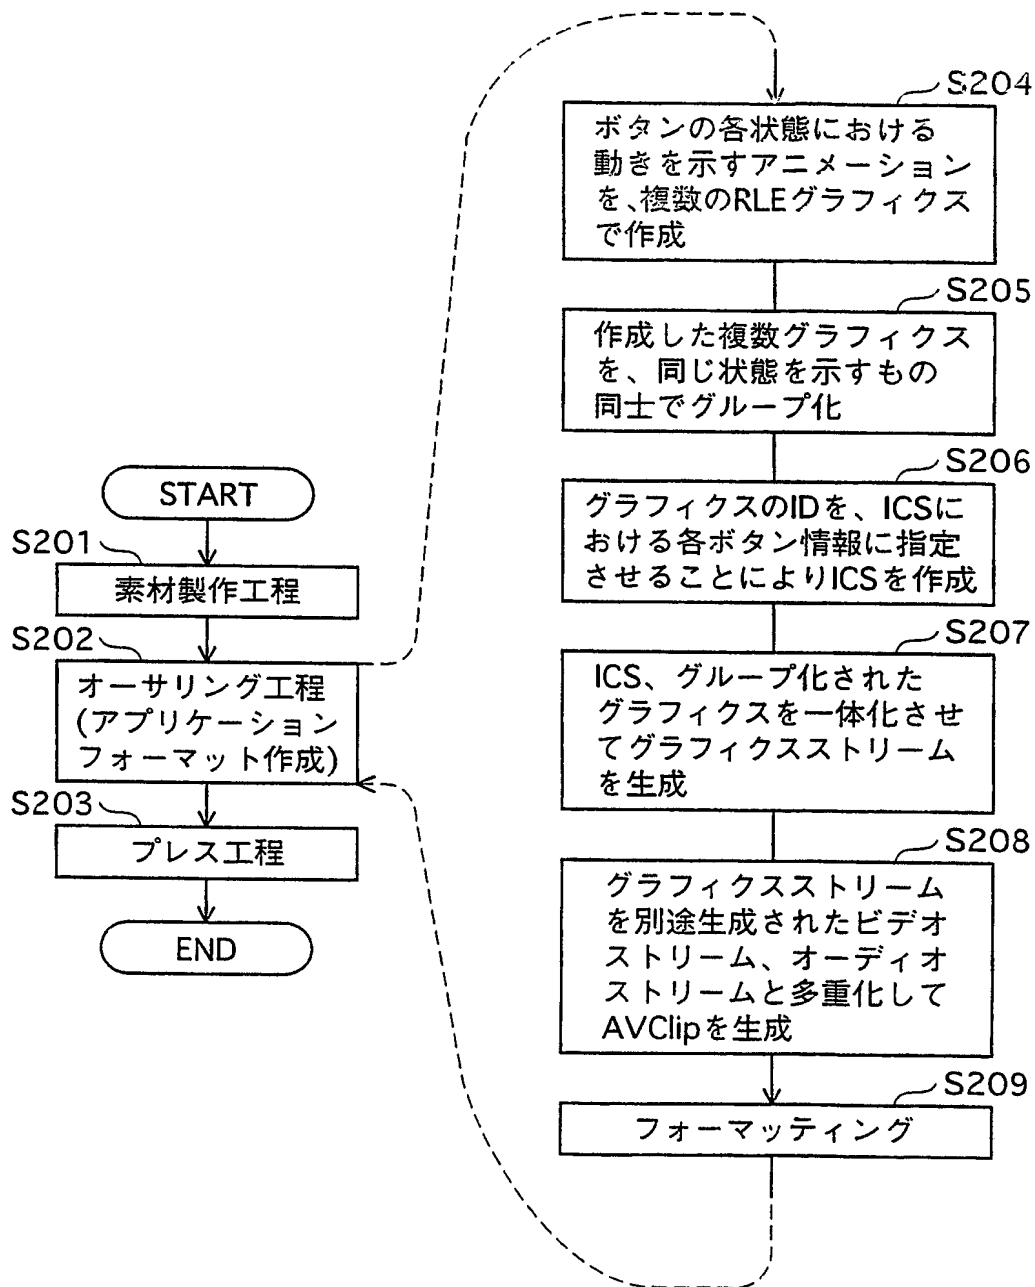 START
S201
素材製作工程
S202
オーサリング工程
(アプリケーション
フォーマット作成)
S203
プレス工程
END
S204
ボタンの各状態における
動きを示すアニメーション
を、複数のRLEグラフィクス
で作成
S205
作成した複数グラフィクス
を、同じ状態を示すもの
同士でグループ化
S206
グラフィクスのIDを、ICSに
おける各ボタン情報に指定
させることによりICSを作成
S207
ICS、グループ化された
グラフィクスを一体化させ
てグラフィクスストリーム
を生成
S208
グラフィクスストリーム
を別途生成されたビデオ
ストリーム、オーディオ
ストリームと多重化して
AVClipを生成
S209
フォーマッティング